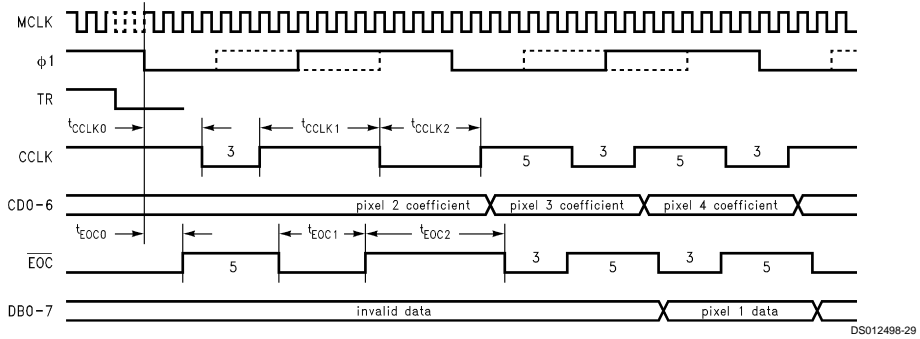 MCLK
ϕ1
TR
tCCLK0 tCCLK1 tCCLK2
CCLK 3 5 3 5 3
CD0-6 pixel 2 coefficient pixel 3 coefficient pixel 4 coefficient
tEOC0 tEOC1 tEOC2
EOC 5 3 5 3 5
DB0-7 invalid data pixel 1 data
DS012498-29